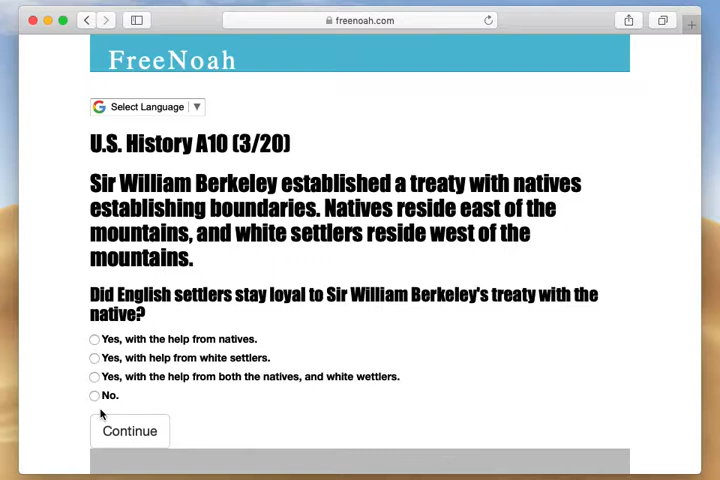 freenoah.com
FreeNoah
Select Language ▼
U.S. History A10 (3/20)
Sir William Berkeley established a treaty with natives
establishing boundaries. Natives reside east of the
mountains, and white settlers reside west of the
mountains.
Did English settlers stay loyal to Sir William Berkeley's treaty with the
native?
Yes, with the help from natives.
Yes, with help from white settlers.
Yes, with the help from both the natives, and white wettlers.
No.
Continue